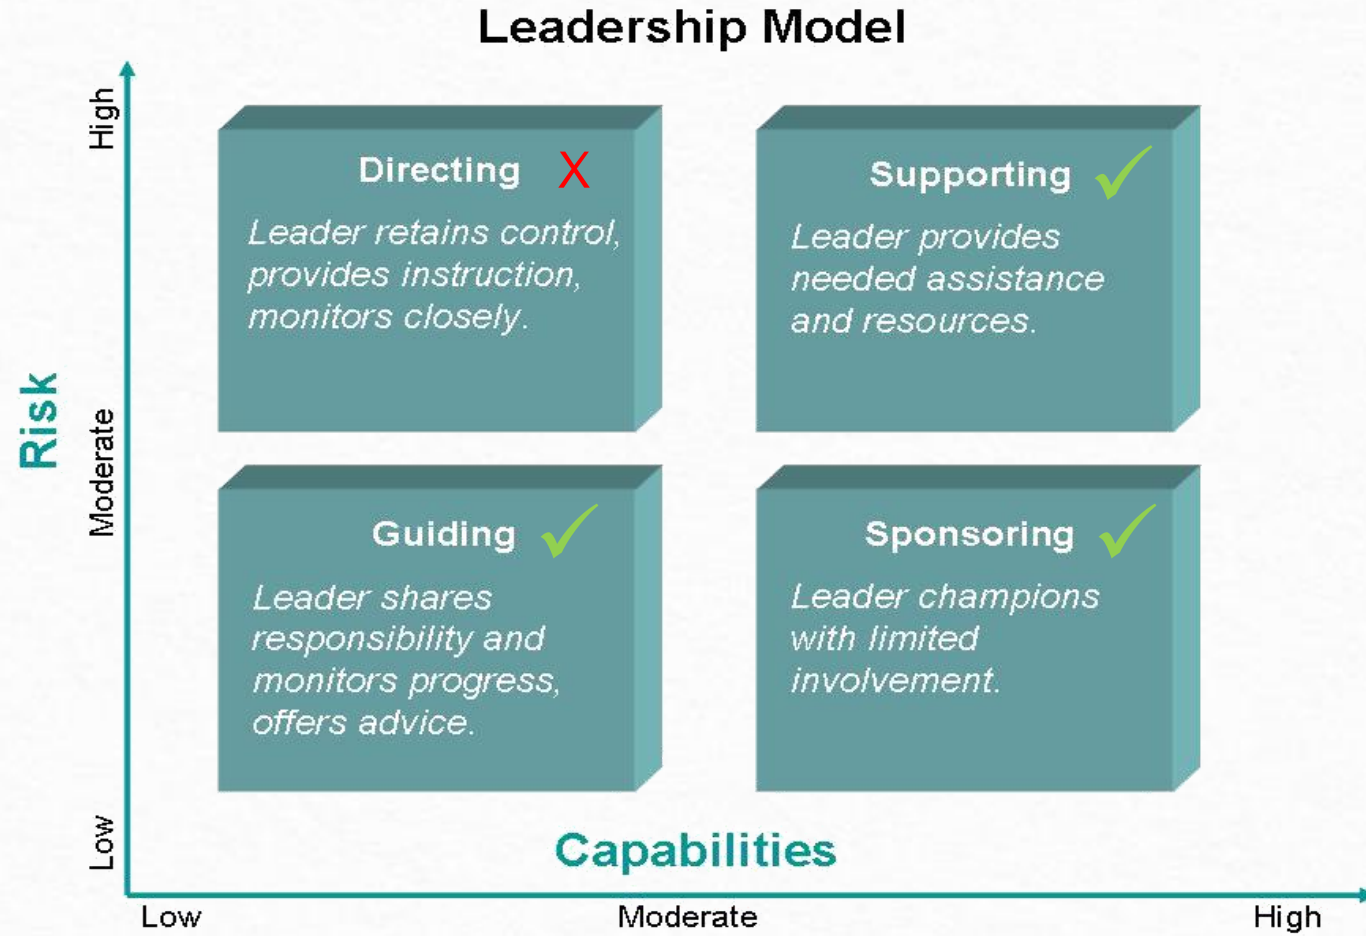 Leadership Model
High
Directing X
Leader retains control,
provides instruction,
monitors closely.
Supporting ✓
Leader provides
needed assistance
and resources.
Risk
Moderate
Guiding ✓
Leader shares
responsibility and
monitors progress,
offers advice.
Sponsoring ✓
Leader champions
with limited
involvement.
Low
Capabilities
Low
Moderate
High